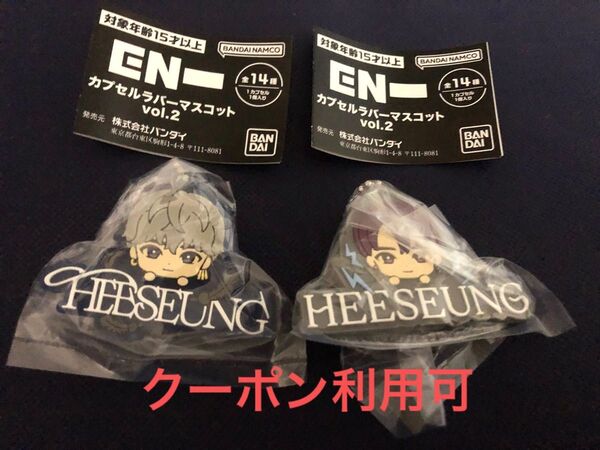 対象年齢15才以上
BANDAI NAMCO
EN-
全14種
1カプセル
1個入り
カプセルラバーマスコット
vol.2
発売元 株式会社バンダイ
東京都台東区駒形1-4-8 〒111-8081
BAN
DAI
対象年齢15才以上
BANDAI NAMCO
EN-
全14種
1カプセル
1個入り
カプセルラバーマスコット
vol.2
発売元 株式会社バンダイ
東京都台東区駒形1-4-8 〒111-8081
BAN
DAI
HEESEUNG
HEESEUNG
クーポン利用可